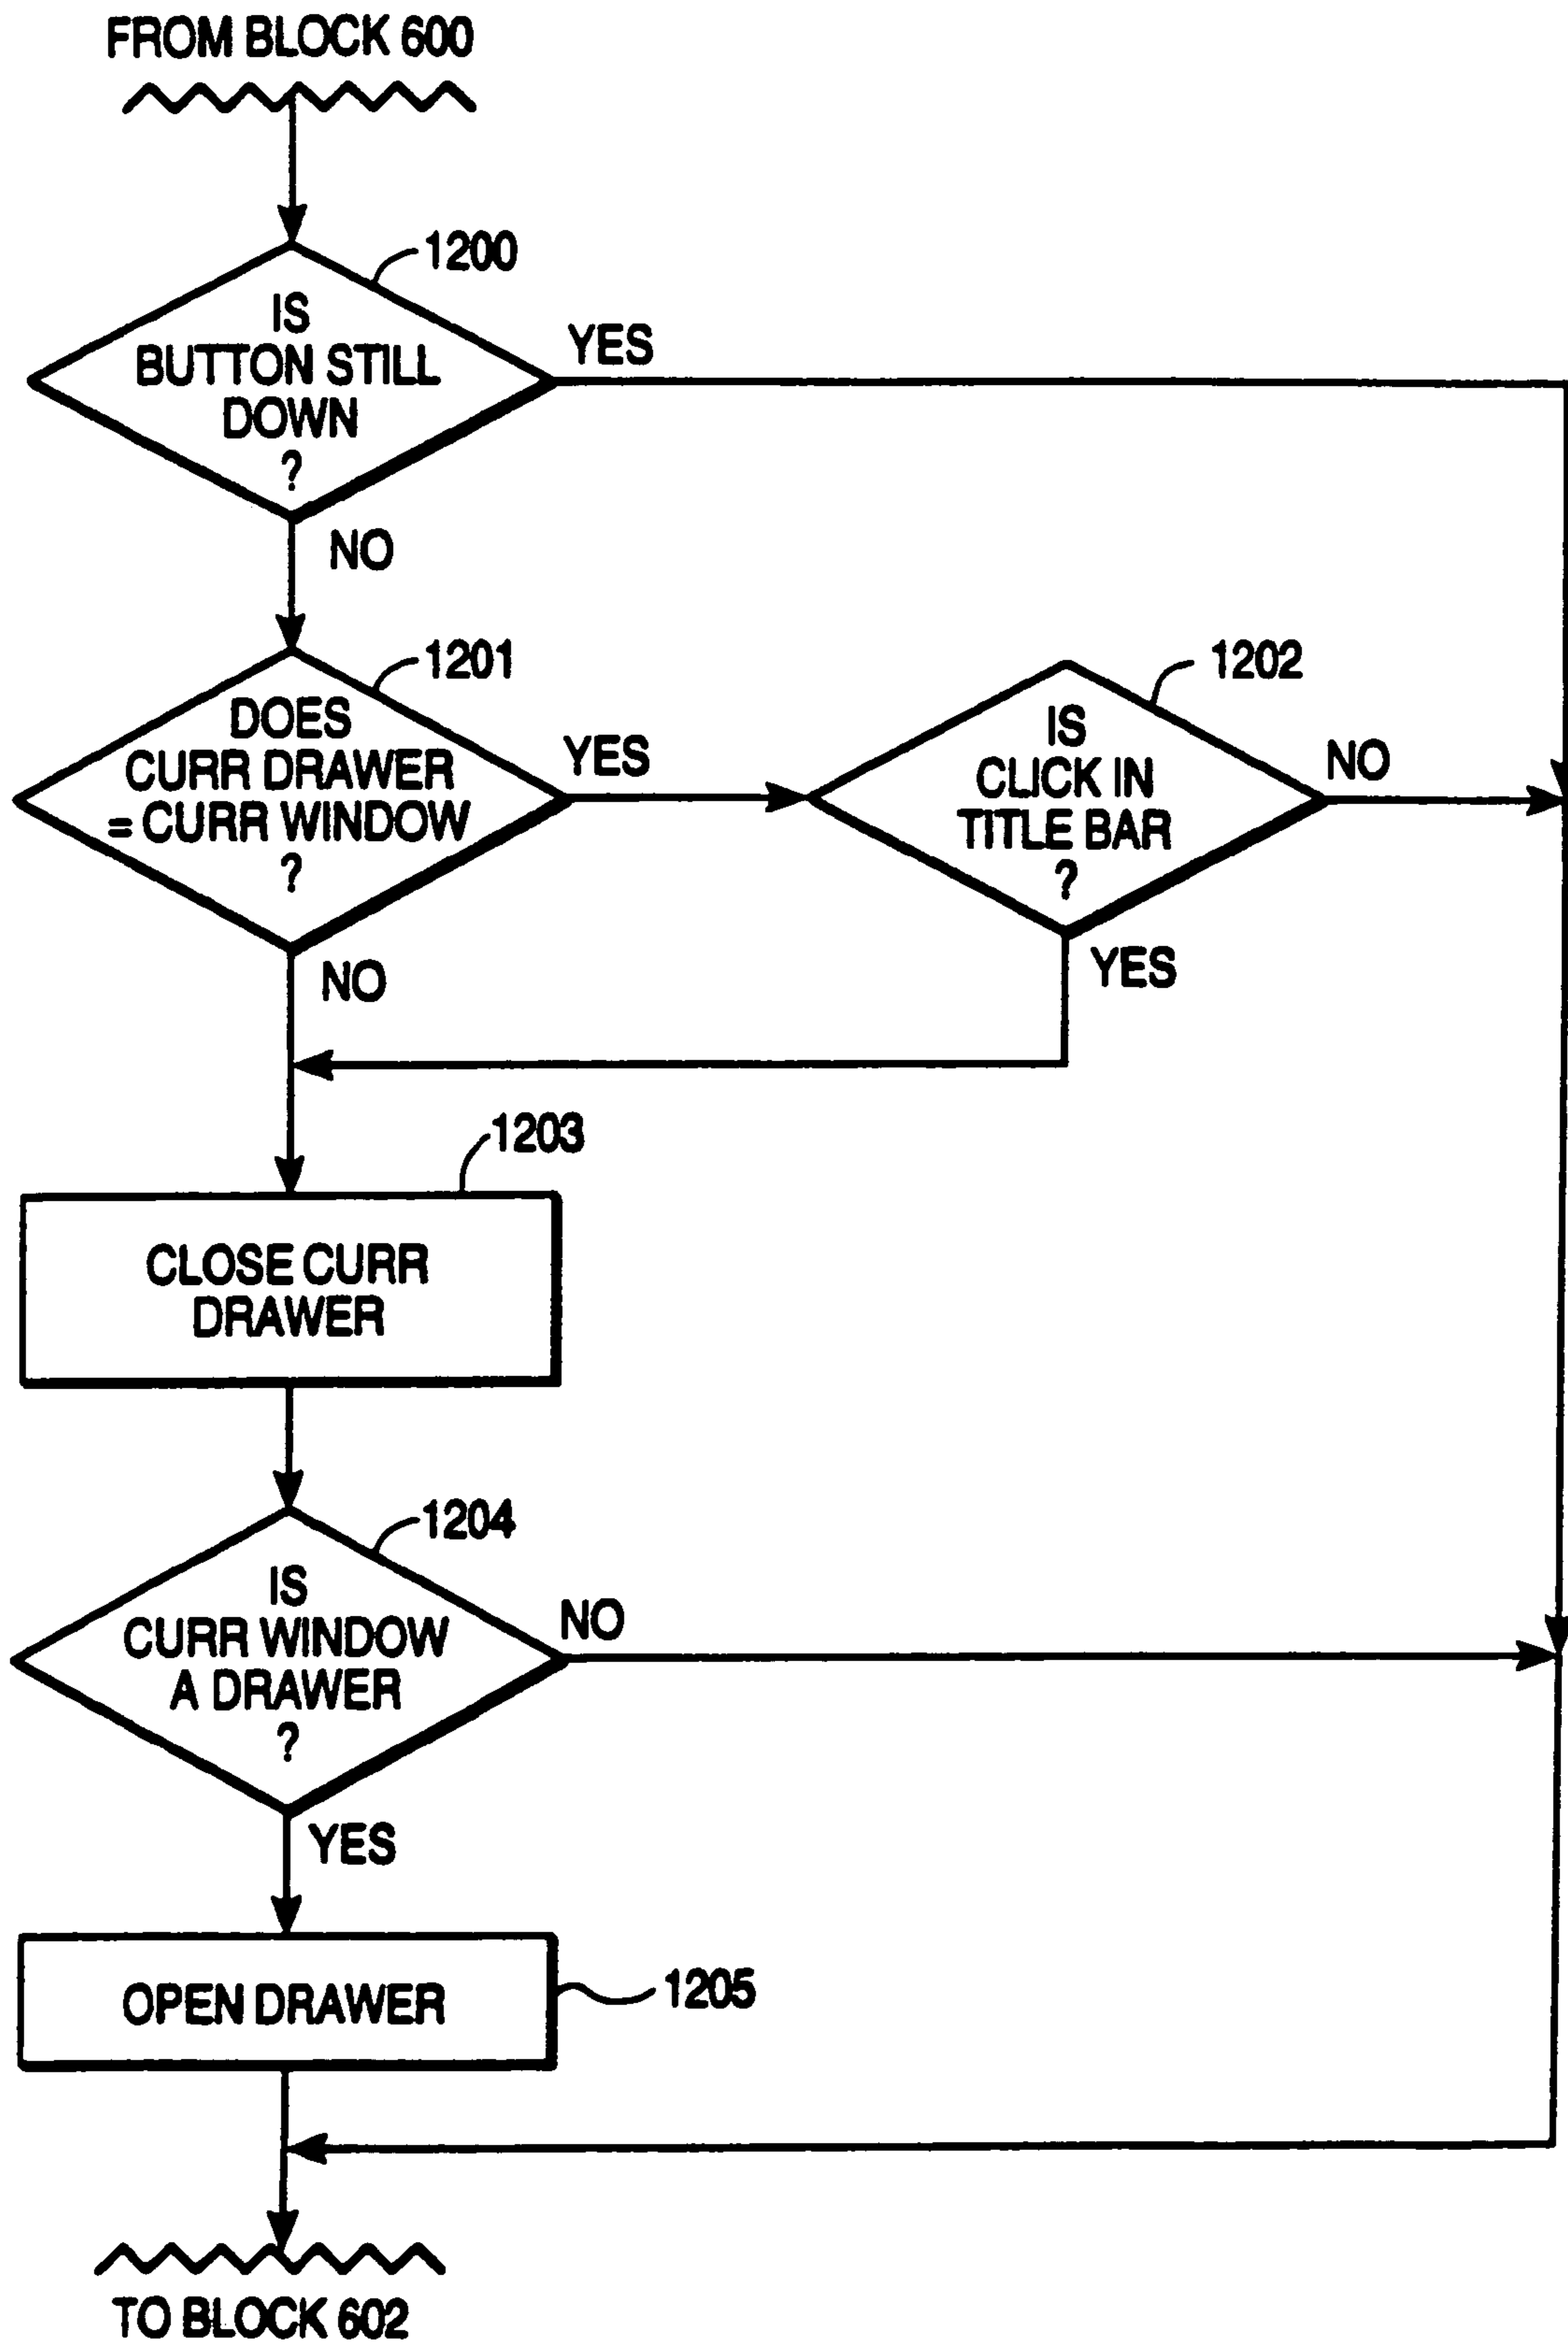 FROM BLOCK 600
1200
IS
BUTTON STILL
DOWN
?
YES
NO
1201
DOES
CURR DRAWER
= CURR WINDOW
?
YES
1202
IS
CLICK IN
TITLE BAR
?
NO
YES
NO
1203
CLOSE CURR
DRAWER
1204
IS
CURR WINDOW
A DRAWER
?
NO
YES
OPEN DRAWER
1205
TO BLOCK 602